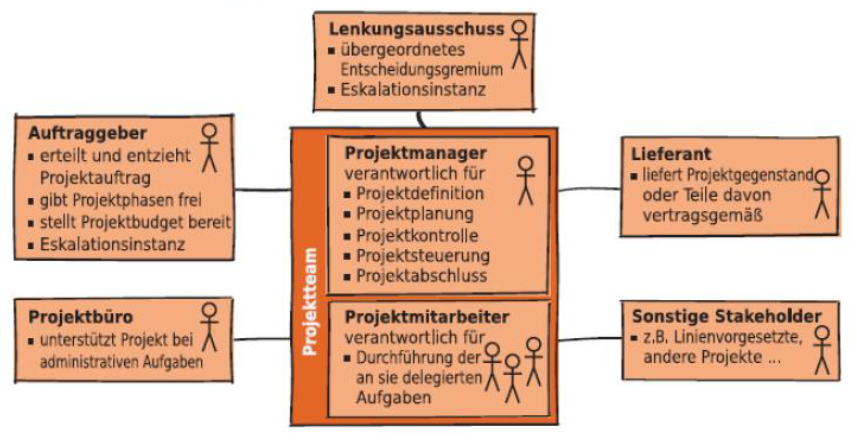 Lenkungsausschuss
▪ übergeordnetes
Entscheidungsgremium
▪ Eskalationsinstanz
Auftraggeber
▪ erteilt und entzieht
Projektauftrag
▪ gibt Projektphasen frei
▪ stellt Projektbudget bereit
▪ Eskalationsinstanz
Projektteam
Projektmanager
verantwortlich für
▪ Projektdefinition
▪ Projektplanung
▪ Projektkontrolle
▪ Projektsteuerung
▪ Projektabschluss
Lieferant
▪ liefert Projektgegenstand
oder Teile davon
vertragsgemäß
Projektbüro
▪ unterstützt Projekt bei
administrativen Aufgaben
Projektmitarbeiter
verantwortlich für
▪ Durchführung der
an sie delegierten
Aufgaben
Sonstige Stakeholder
▪ z.B. Linienvorgesetzte,
andere Projekte ...